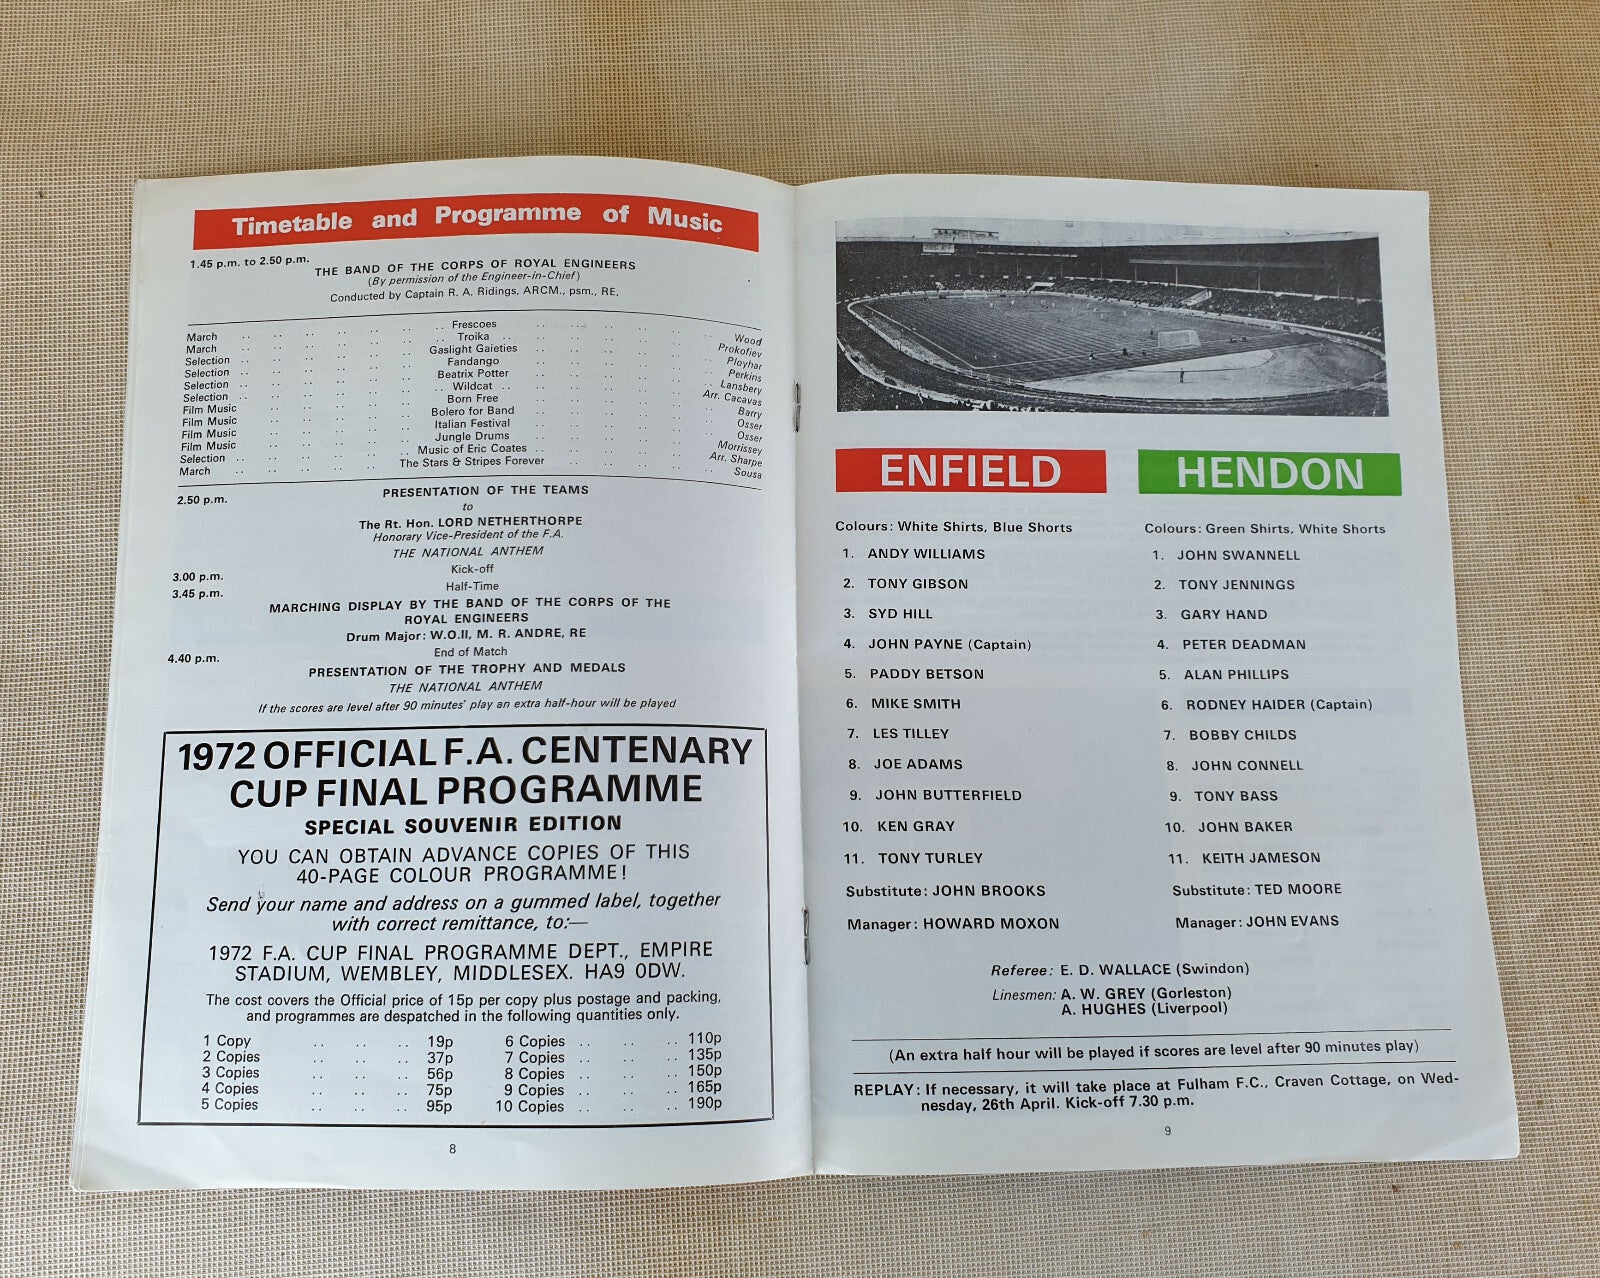 Timetable and Programme of Music
1.45 p.m. to 2.50 p.m.
THE BAND OF THE CORPS OF ROYAL ENGINEERS
(By permission of the Engineer-in-Chief)
Conducted by Captain R. A. Ridings, ARCM., psm., RE.
March .. .. .. .. .. .. .. Frescoes .. .. .. .. .. .. Wood
March .. .. .. .. .. .. Troika .. .. .. .. .. .. Prokofiev
Selection .. .. .. .. .. .. Gaslight Gaieties .. .. .. .. .. Ployhar
Selection .. .. .. .. .. .. Fandango .. .. .. .. .. Perkins
Selection .. .. .. .. .. .. Beatrix Potter .. .. .. .. .. Lansbery
Selection .. .. .. .. .. .. Wildcat .. .. .. .. .. Arr. Cacavas
Film Music .. .. .. .. .. Born Free .. .. .. .. .. Barry
Film Music .. .. .. .. .. Bolero for Band .. .. .. .. .. Osser
Film Music .. .. .. .. .. Italian Festival .. .. .. .. .. Osser
Film Music .. .. .. .. .. Jungle Drums .. .. .. .. .. Morrissey
Selection .. .. .. .. .. .. Music of Eric Coates .. .. .. .. .. Arr. Sharpe
March .. .. .. .. .. The Stars & Stripes Forever .. .. .. .. Sousa
2.50 p.m.
PRESENTATION OF THE TEAMS
to
The Rt. Hon. LORD NETHERTHORPE
Honorary Vice-President of the F.A.
THE NATIONAL ANTHEM
3.00 p.m. Kick-off
3.45 p.m. Half-Time
MARCHING DISPLAY BY THE BAND OF THE CORPS OF THE
ROYAL ENGINEERS
Drum Major: W.O.II, M. R. ANDRE, RE
4.40 p.m. End of Match
PRESENTATION OF THE TROPHY AND MEDALS
THE NATIONAL ANTHEM
If the scores are level after 90 minutes' play an extra half-hour will be played
1972 OFFICIAL F.A. CENTENARY
CUP FINAL PROGRAMME
SPECIAL SOUVENIR EDITION
YOU CAN OBTAIN ADVANCE COPIES OF THIS
40-PAGE COLOUR PROGRAMME!
Send your name and address on a gummed label, together
with correct remittance, to:—
1972 F.A. CUP FINAL PROGRAMME DEPT., EMPIRE
STADIUM, WEMBLEY, MIDDLESEX. HA9 0DW.
The cost covers the Official price of 15p per copy plus postage and packing,
and programmes are despatched in the following quantities only.
1 Copy .. .. .. 19p 6 Copies .. .. .. 110p
2 Copies .. .. .. 37p 7 Copies .. .. .. 135p
3 Copies .. .. .. 56p 8 Copies .. .. .. 150p
4 Copies .. .. .. 75p 9 Copies .. .. .. 165p
5 Copies .. .. .. 95p 10 Copies .. .. .. 190p
8
ENFIELD
Colours: White Shirts, Blue Shorts
1. ANDY WILLIAMS
2. TONY GIBSON
3. SYD HILL
4. JOHN PAYNE (Captain)
5. PADDY BETSON
6. MIKE SMITH
7. LES TILLEY
8. JOE ADAMS
9. JOHN BUTTERFIELD
10. KEN GRAY
11. TONY TURLEY
Substitute: JOHN BROOKS
Manager: HOWARD MOXON
HENDON
Colours: Green Shirts, White Shorts
1. JOHN SWANNELL
2. TONY JENNINGS
3. GARY HAND
4. PETER DEADMAN
5. ALAN PHILLIPS
6. RODNEY HAIDER (Captain)
7. BOBBY CHILDS
8. JOHN CONNELL
9. TONY BASS
10. JOHN BAKER
11. KEITH JAMESON
Substitute: TED MOORE
Manager: JOHN EVANS
Referee: E. D. WALLACE (Swindon)
Linesmen: A. W. GREY (Gorleston)
A. HUGHES (Liverpool)
(An extra half hour will be played if scores are level after 90 minutes play)
REPLAY: If necessary, it will take place at Fulham F.C., Craven Cottage, on Wed-
nesday, 26th April. Kick-off 7.30 p.m.
9